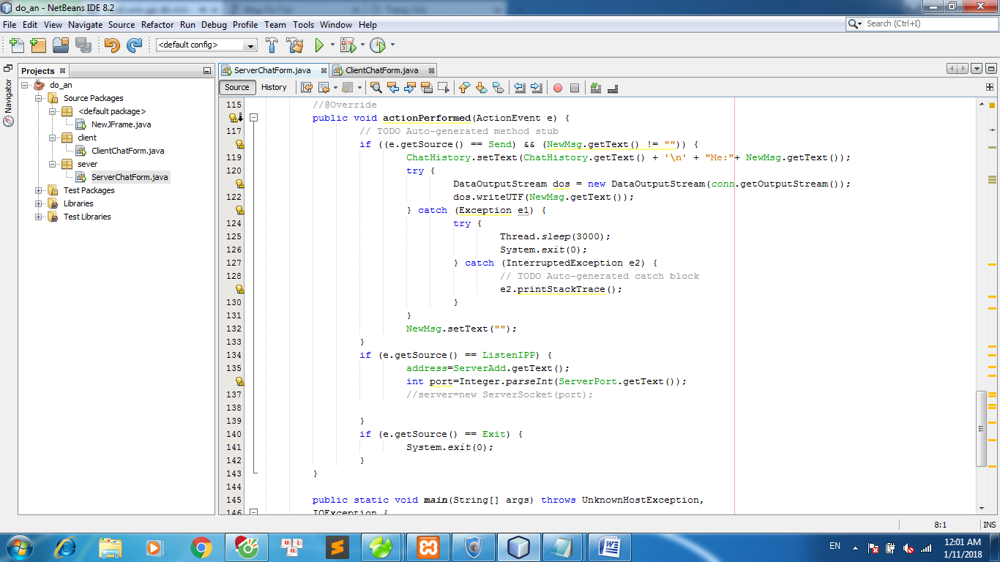 do_an - NetBeans IDE 8.2
File Edit View Navigate Source Refactor Run Debug Profile Team Tools Window Help
Search (Ctrl+I)
<default config>
Projects
Navigator
do_an
Source Packages
<default package>
NewJFrame.java
client
ClientChatForm.java
sever
ServerChatForm.java
Test Packages
Libraries
Test Libraries
ServerChatForm.java ClientChatForm.java
Source History
115 //@Override
public void actionPerformed(ActionEvent e) {
117 // TODO Auto-generated method stub
if ((e.getSource() == Send) && (NewMsg.getText() != "")) {
119 ChatHistory.setText(ChatHistory.getText() + '\n' + "Me:"+ NewMsg.getText());
120 try {
DataOutputStream dos = new DataOutputStream(conn.getOutputStream());
122 dos.writeUTF(NewMsg.getText());
} catch (Exception e1) {
124 try {
125 Thread.sleep(3000);
126 System.exit(0);
127 } catch (InterruptedException e2) {
128 // TODO Auto-generated catch block
e2.printStackTrace();
130 }
131 }
132 NewMsg.setText("");
133 }
134 if (e.getSource() == ListenIPP) {
135 address=ServerAdd.getText();
int port=Integer.parseInt(ServerPort.getText());
137 //server=new ServerSocket(port);
138
139 }
140 if (e.getSource() == Exit) {
141 System.exit(0);
142 }
143 }
144
145 public static void main(String[] args) throws UnknownHostException,
146 IOException {
8:1 INS
EN
12:01 AM
1/11/2018